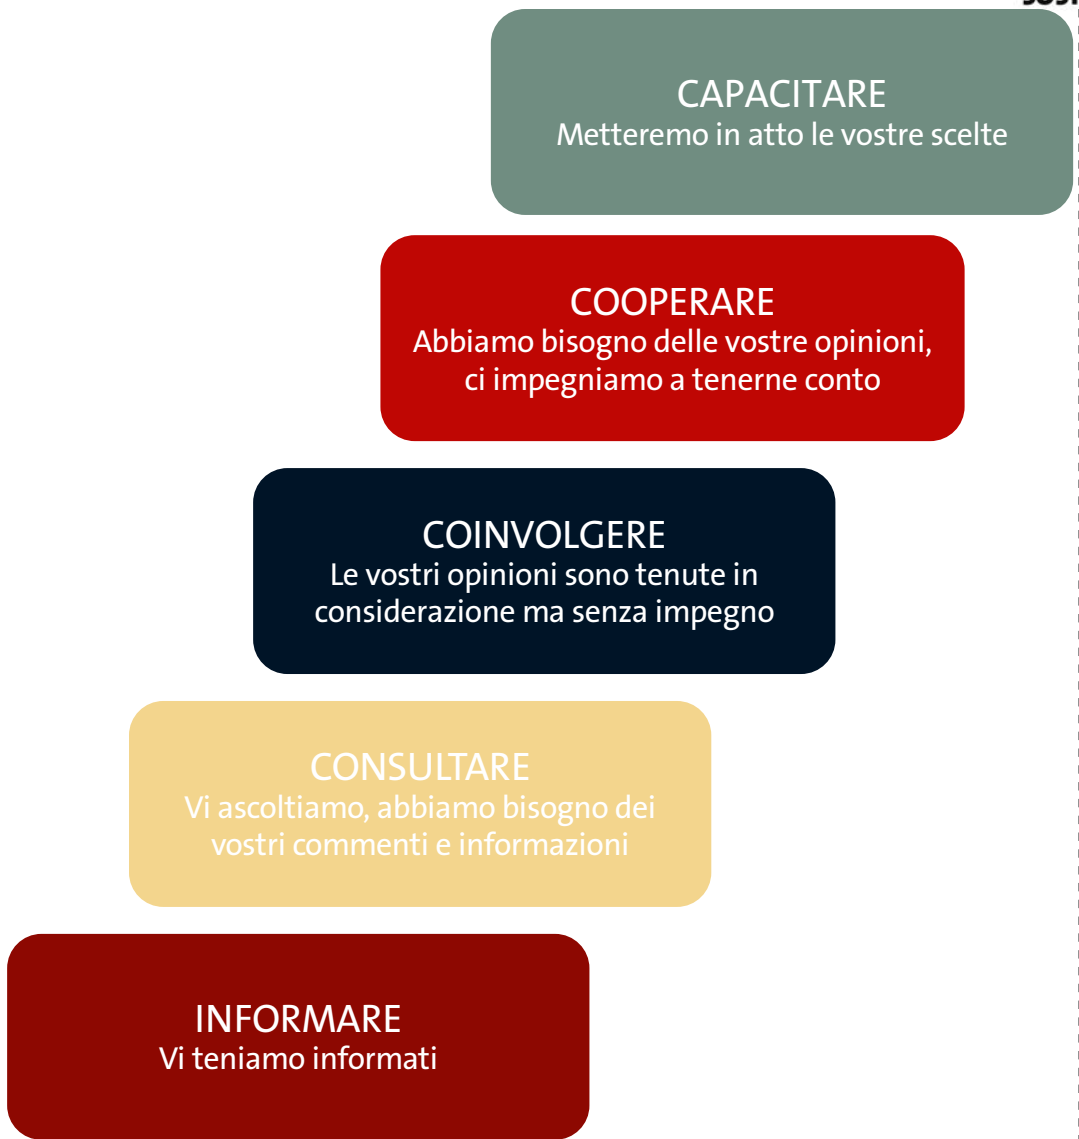 CAPACITARE
Metteremo in atto le vostre scelte
COOPERARE
Abbiamo bisogno delle vostre opinioni,
ci impegniamo a tenerne conto
COINVOLGERE
Le vostri opinioni sono tenute in
considerazione ma senza impegno
CONSULTARE
Vi ascoltiamo, abbiamo bisogno dei
vostri commenti e informazioni
INFORMARE
Vi teniamo informati